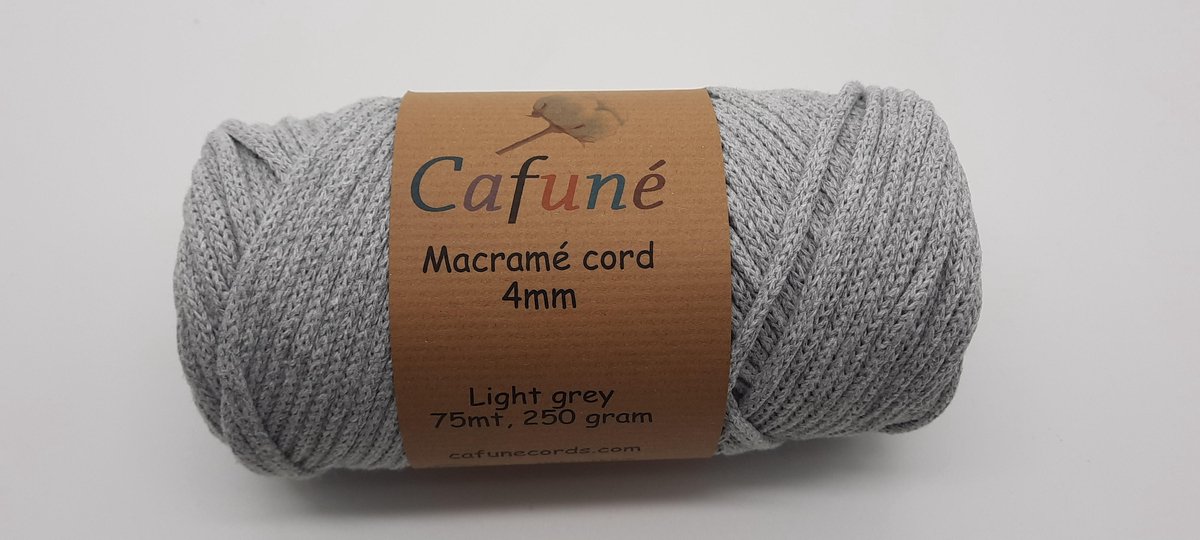 Cafuné
Macramé cord
4mm
Light grey
75mt, 250 gram
cafunecords.com